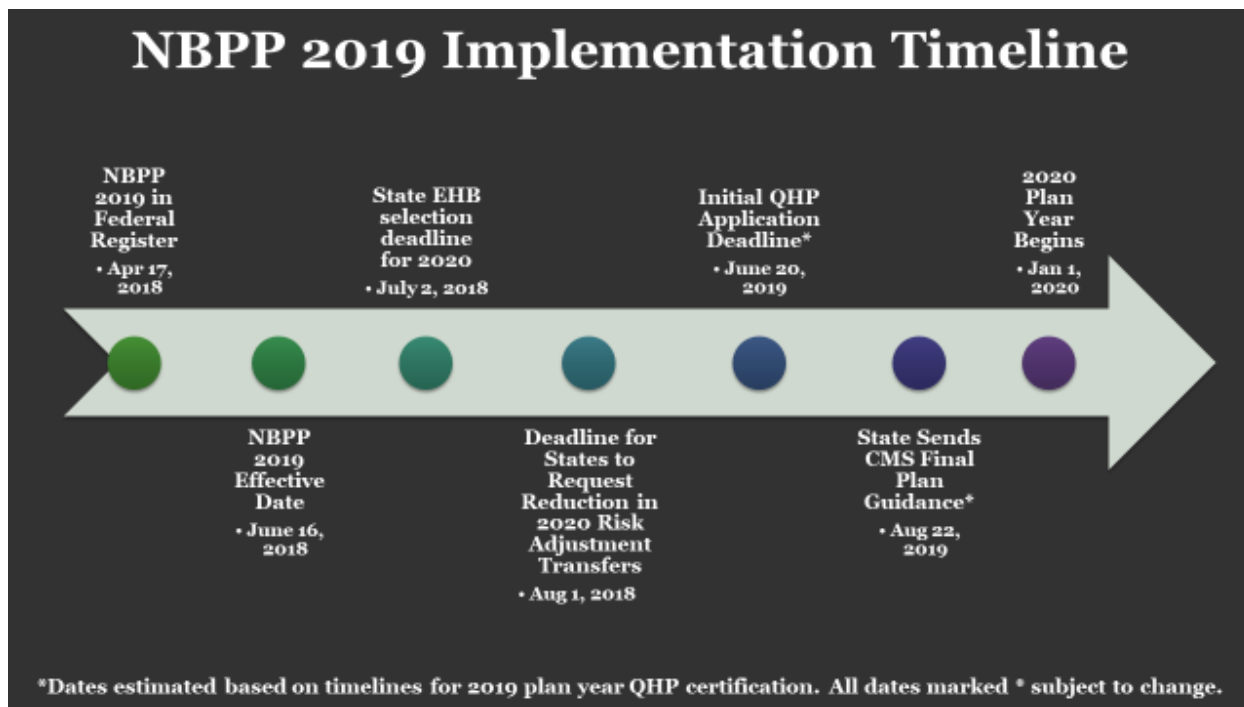 NBPP 2019 Implementation Timeline
NBPP
2019 in
Federal
Register
• Apr 17,
2018
NBPP
2019
Effective
Date
• June 16,
2018
State EHB
selection
deadline
for 2020
• July 2, 2018
Deadline for
States to
Request
Reduction in
2020 Risk
Adjustment
Transfers
• Aug 1, 2018
Initial QHP
Application
Deadline*
• June 20,
2019
State Sends
CMS Final
Plan
Guidance*
• Aug 22,
2019
2020
Plan
Year
Begins
• Jan 1,
2020
*Dates estimated based on timelines for 2019 plan year QHP certification. All dates marked * subject to change.